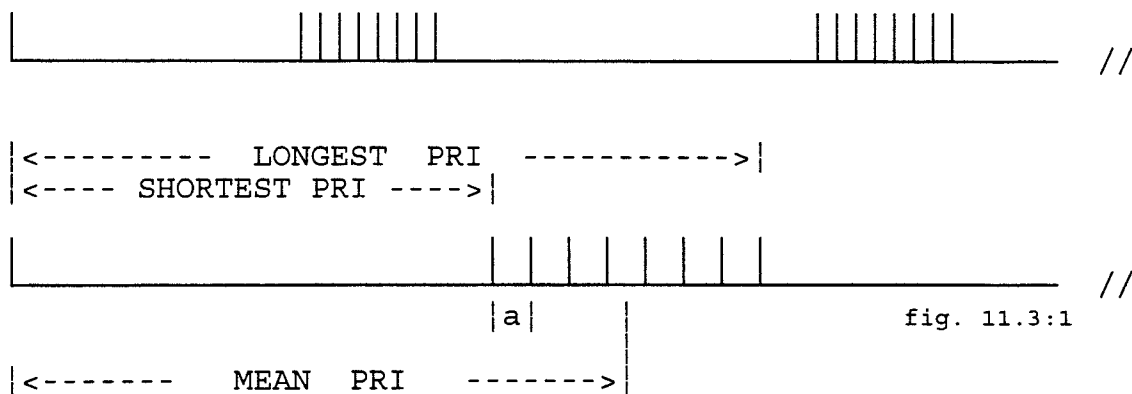 //
|<--------- LONGEST PRI ----------->|
|<---- SHORTEST PRI ---->|
//
|a|
fig. 11.3:1
|<------- MEAN PRI ------->|